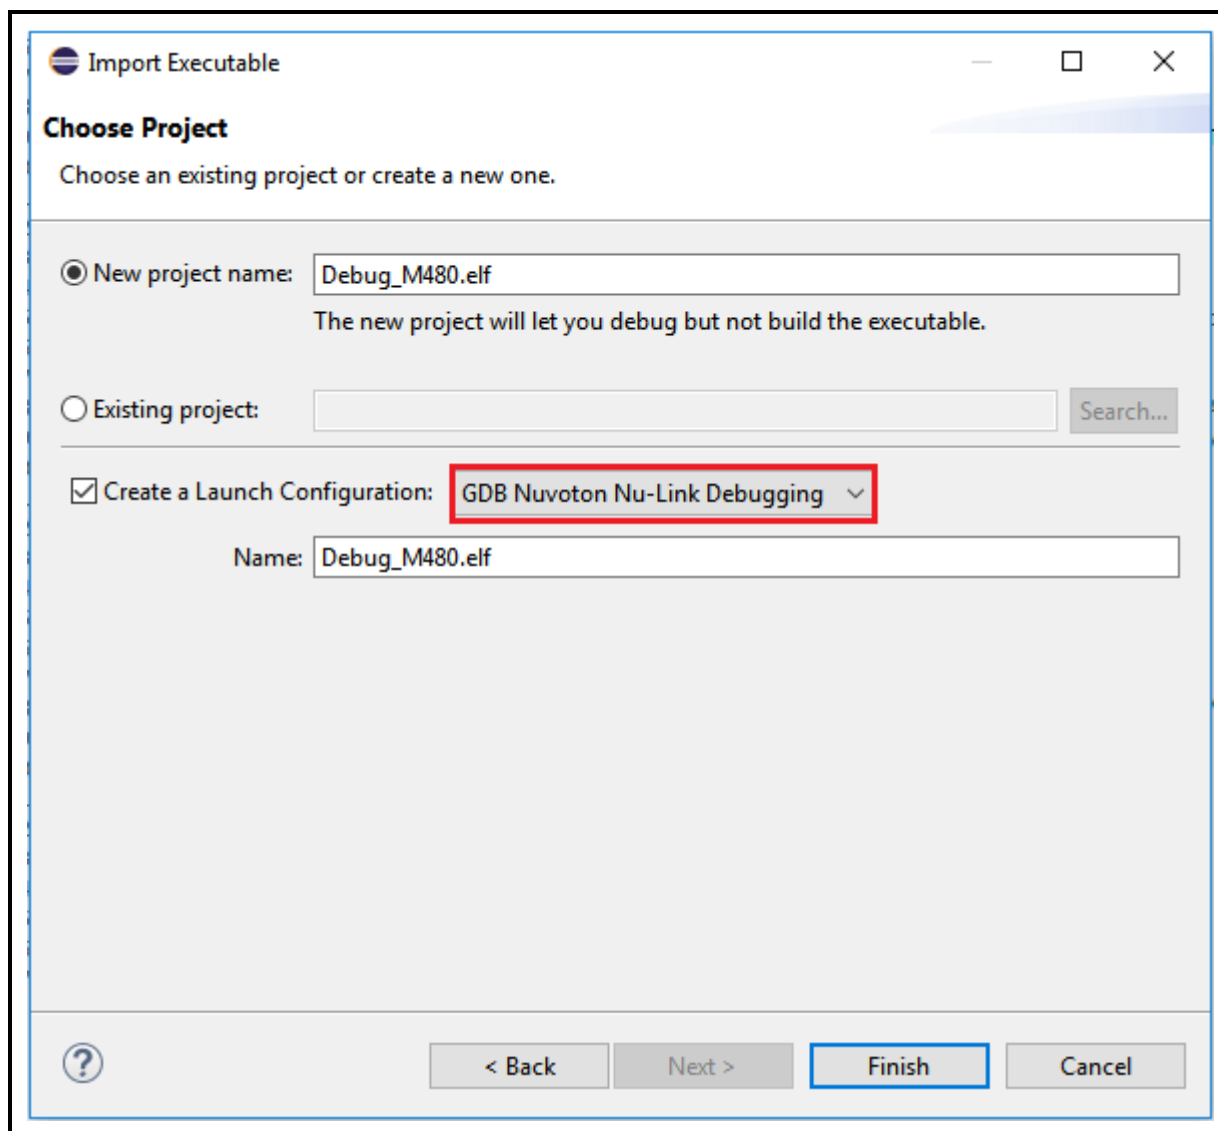 Import Executable
Choose Project
Choose an existing project or create a new one.
New project name: Debug_M480.elf
The new project will let you debug but not build the executable.
Existing project: Search...
Create a Launch Configuration: GDB Nuvoton Nu-Link Debugging
Name: Debug_M480.elf
? < Back Next > Finish Cancel